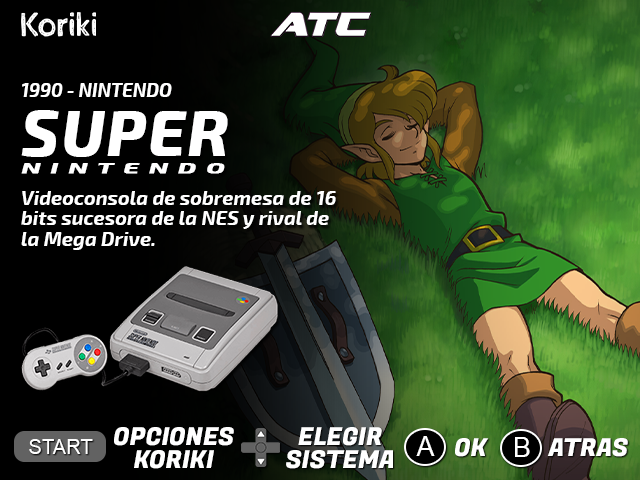 Koriki
ATC
1990 - NINTENDO
SUPER
NINTENDO
Videoconsola de sobremesa de 16
bits sucesora de la NES y rival de
la Mega Drive.
START
OPCIONES
KORIKI
ELEGIR
SISTEMA
A
OK
B
ATRAS